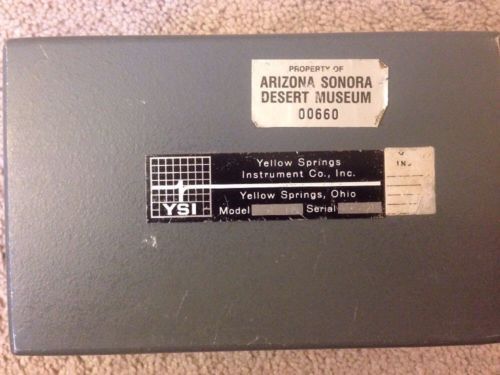 PROPERTY OF
ARIZONA SONORA
DESERT MUSEUM
00660
Yellow Springs
Instrument Co., Inc.
Yellow Springs, Ohio
YSI
Model Serial